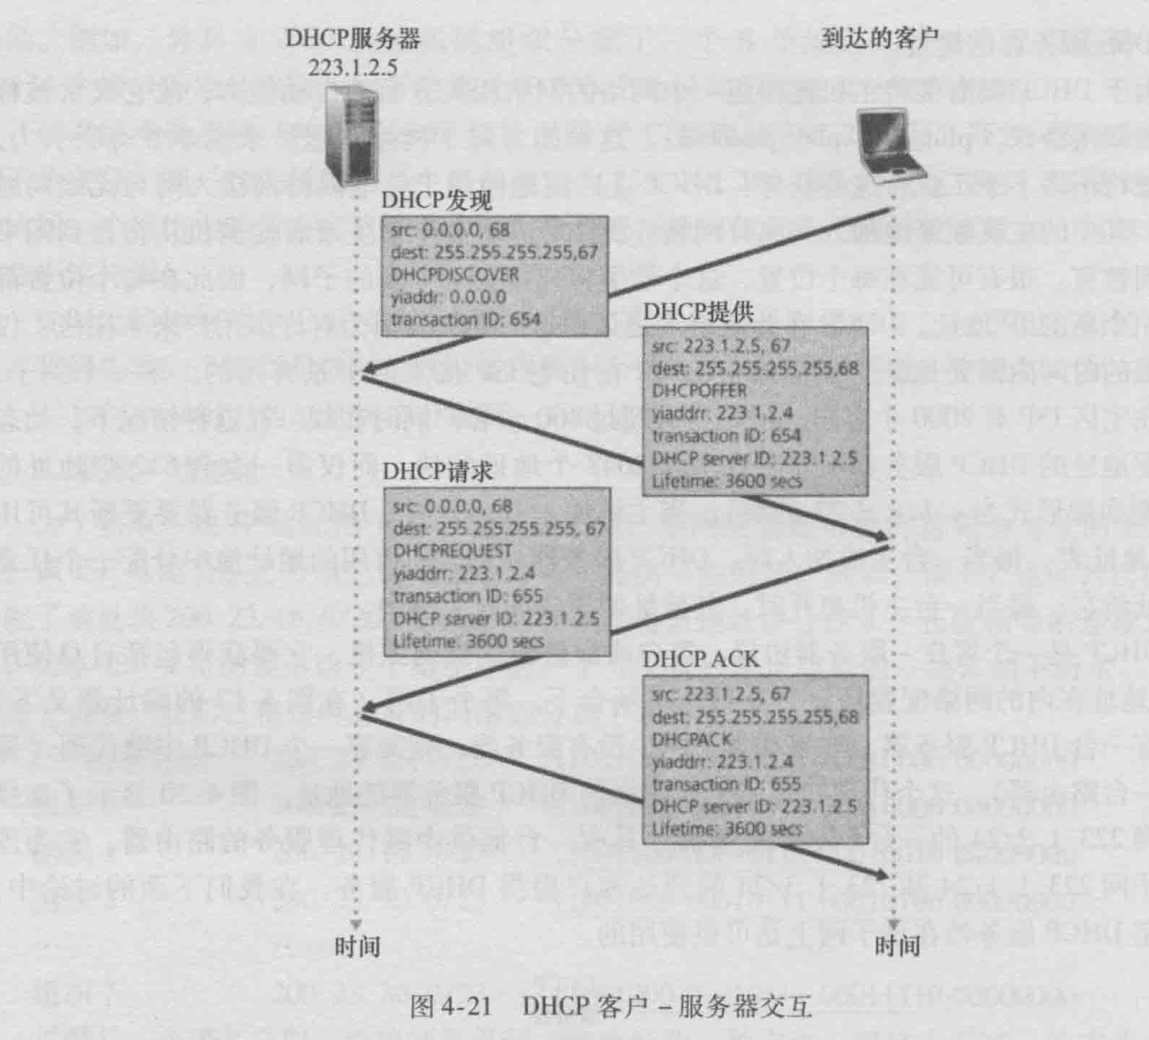 DHCP服务器
223.1.2.5
到达的客户
DHCP发现
src: 0.0.0.0, 68
dest: 255.255.255.255,67
DHCPDISCOVER
yiaddr: 0.0.0.0
transaction ID: 654
DHCP提供
src: 223.1.2.5, 67
dest: 255.255.255.255,68
DHCPOFFER
yiaddrr: 223.1.2.4
transaction ID: 654
DHCP server ID: 223.1.2.5
Lifetime: 3600 secs
DHCP请求
src: 0.0.0.0, 68
dest: 255.255.255.255, 67
DHCPREQUEST
yiaddrr: 223.1.2.4
transaction ID: 655
DHCP server ID: 223.1.2.5
Lifetime: 3600 secs
DHCP ACK
src: 223.1.2.5, 67
dest: 255.255.255.255,68
DHCPACK
yiaddr: 223.1.2.4
transaction ID: 655
DHCP server ID: 223.1.2.5
Lifetime: 3600 secs
时间
时间
图 4-21 DHCP 客户－服务器交互